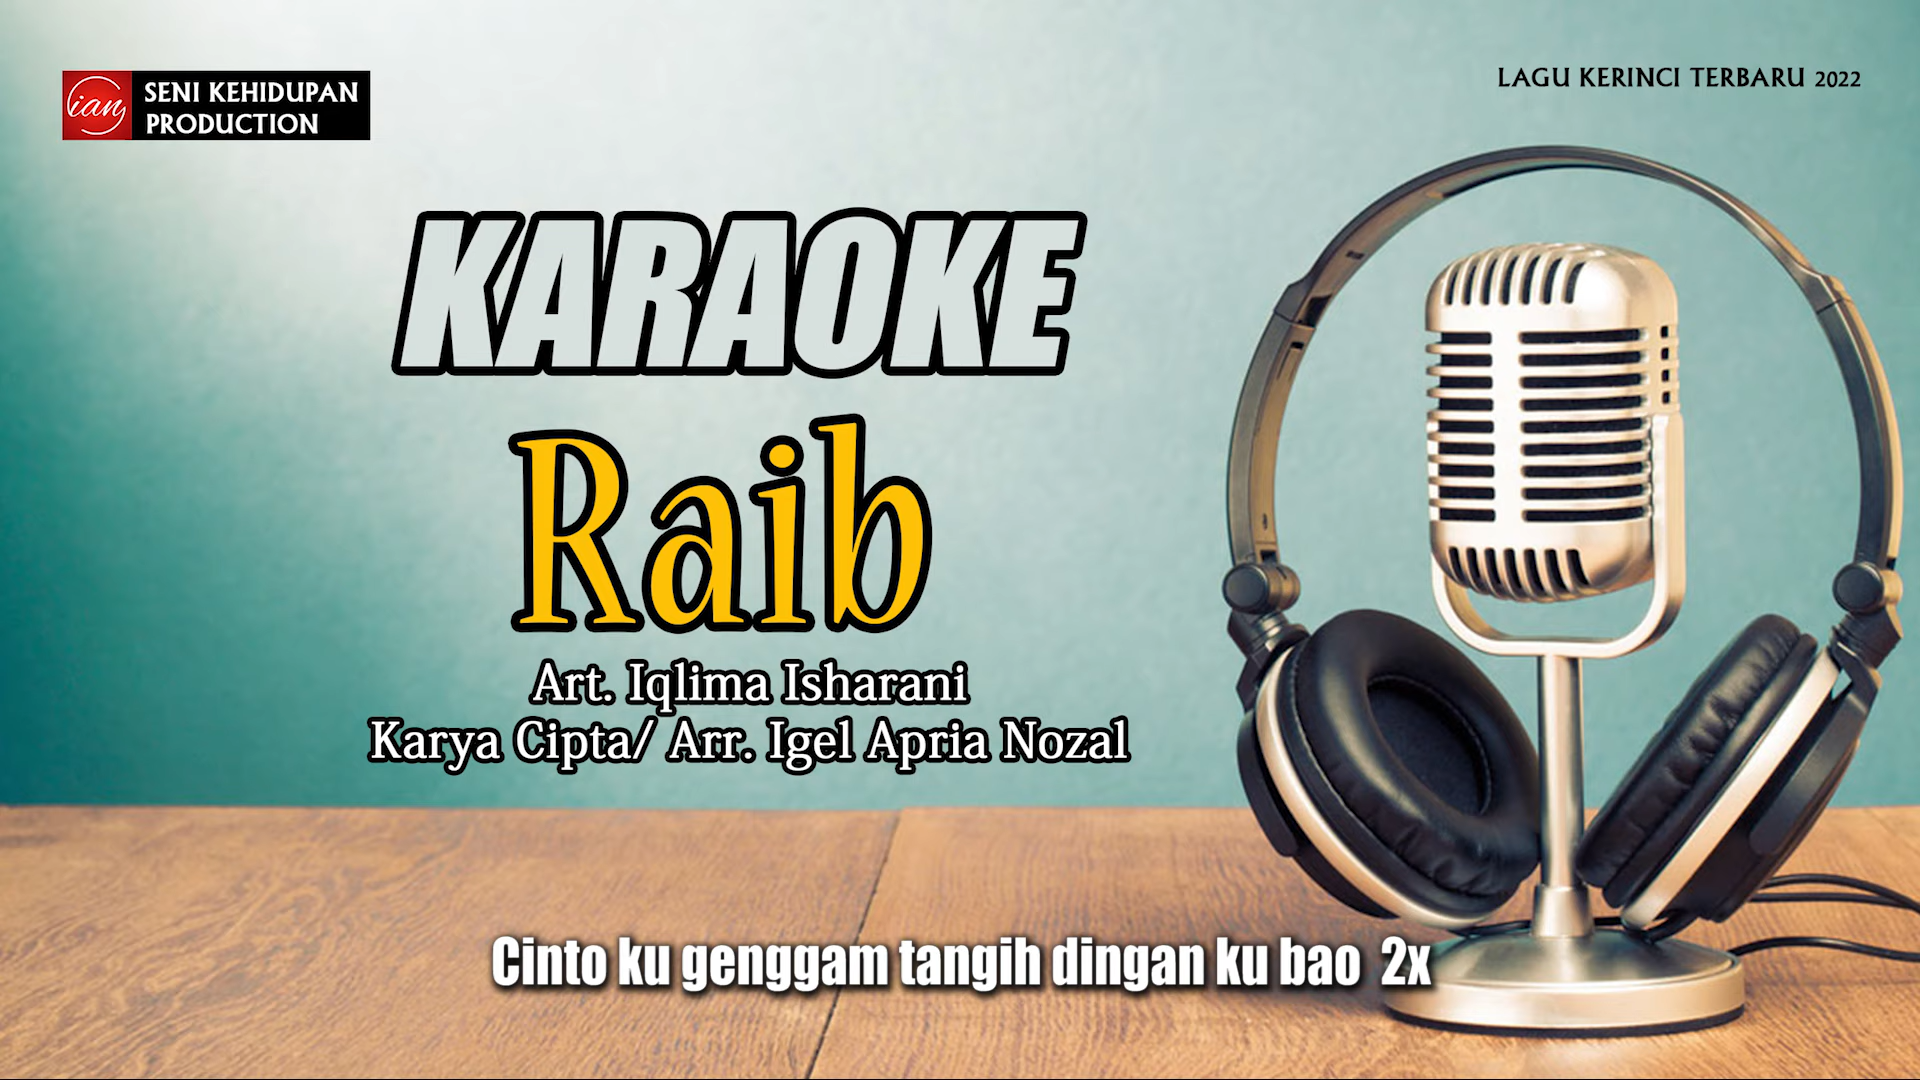 ian
SENI KEHIDUPAN
PRODUCTION
LAGU KERINCI TERBARU 2022
KARAOKE
Raib
Art. Iqlima Isharani
Karya Cipta/ Arr. Igel Apria Nozal
Cinto ku genggam tangih dingan ku bao 2x